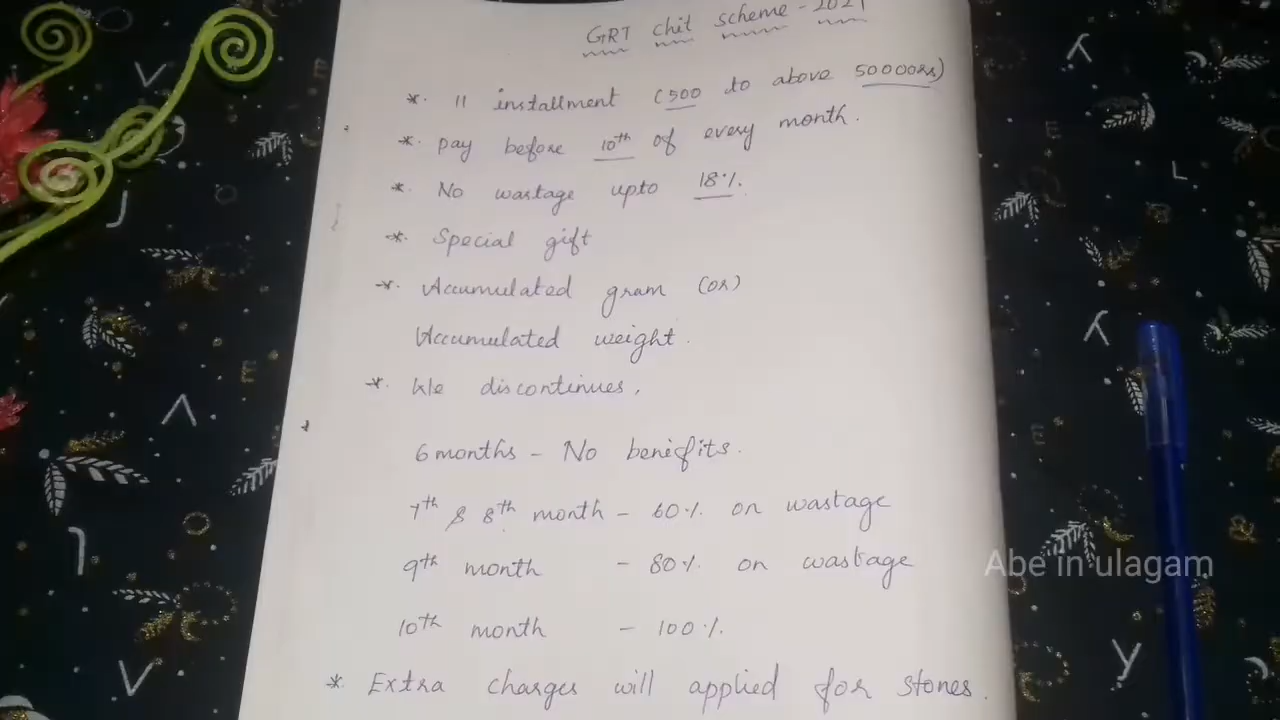 GRT chit scheme - 2021
*. 11 installment (500 to above 50000Rs)
*. pay before 10th of every month.
*. No wastage upto 18%.
*. Special gift
*. Accumulated gram (or)
Accumulated weight.
*. We discontinues,
6 months - No benefits.
7th & 8th month - 60% on wastage
9th month - 80% on wastage
10th month - 100%.
*. Extra charges will applied for stones.
Abe in ulagam